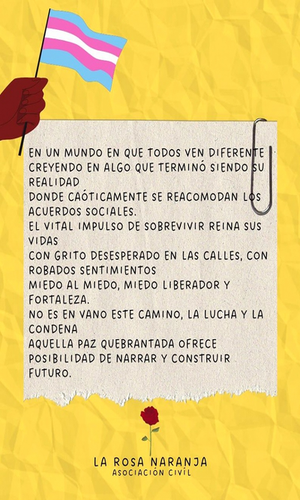 EN UN MUNDO EN QUE TODOS VEN DIFERENTE
CREYENDO EN ALGO QUE TERMINÓ SIENDO SU
REALIDAD
DONDE CAÓTICAMENTE SE REACOMODAN LOS
ACUERDOS SOCIALES.
EL VITAL IMPULSO DE SOBREVIVIR REINA SUS
VIDAS
CON GRITO DESESPERADO EN LAS CALLES, CON
ROBADOS SENTIMIENTOS
MIEDO AL MIEDO, MIEDO LIBERADOR Y
FORTALEZA.
NO ES EN VANO ESTE CAMINO, LA LUCHA Y LA
CONDENA
AQUELLA PAZ QUEBRANTADA OFRECE
POSIBILIDAD DE NARRAR Y CONSTRUIR
FUTURO.
LA ROSA NARANJA
ASOCIACIÓN CIVIL